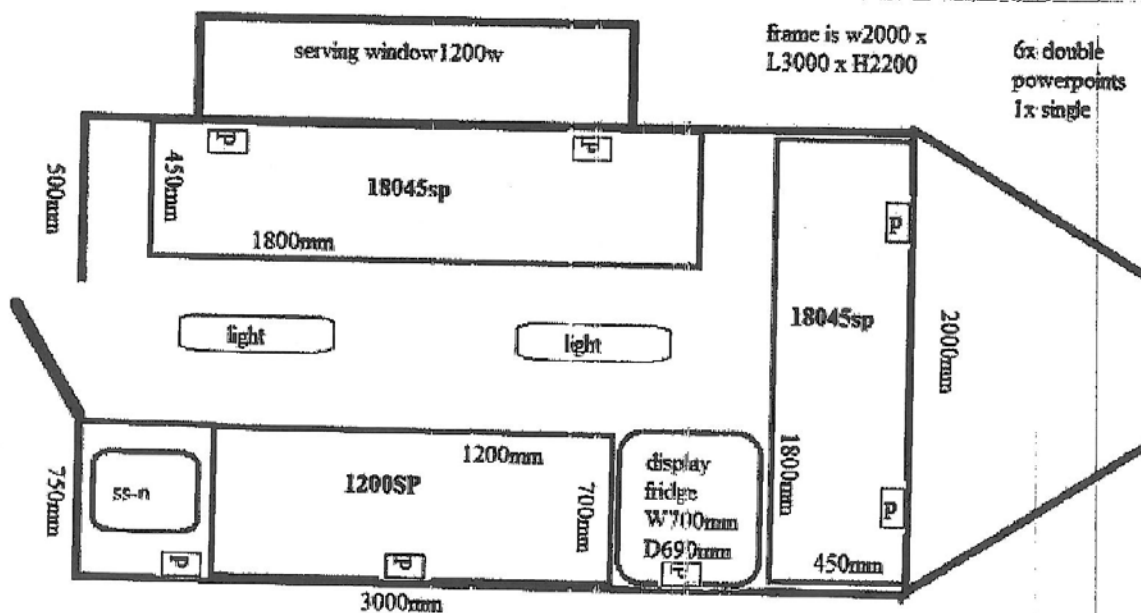 serving window1200w
frame is w2000 x
L3000 x H2200
6x double
powerpoints
1x single
P
P
450mm
500mm
18045sp
1800mm
P
light
light
18045sp
2000mm
1200mm
1200SP
ss-n
750mm
700mm
display
fridge
W700mm
D690mm
1800mm
P
P
P
P
450mm
3000mm